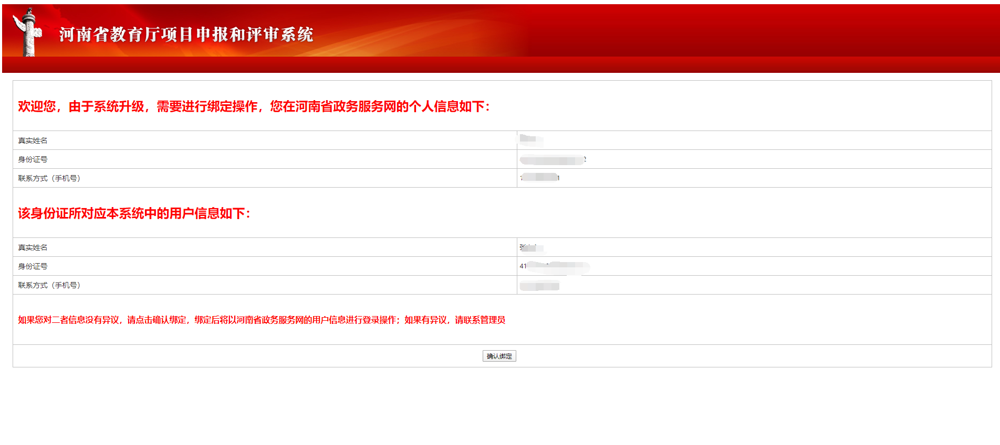 河南省教育厅项目申报和评审系统
欢迎您，由于系统升级，需要进行绑定操作，您在河南省政务服务网的个人信息如下：
真实姓名
身份证号 2
联系方式（手机号） 1
该身份证所对应本系统中的用户信息如下：
真实姓名 张
身份证号 41
联系方式（手机号）
如果您对二者信息没有异议，请点击确认绑定，绑定后将以河南省政务服务网的用户信息进行登录操作；如果有异议，请联系管理员
确认绑定